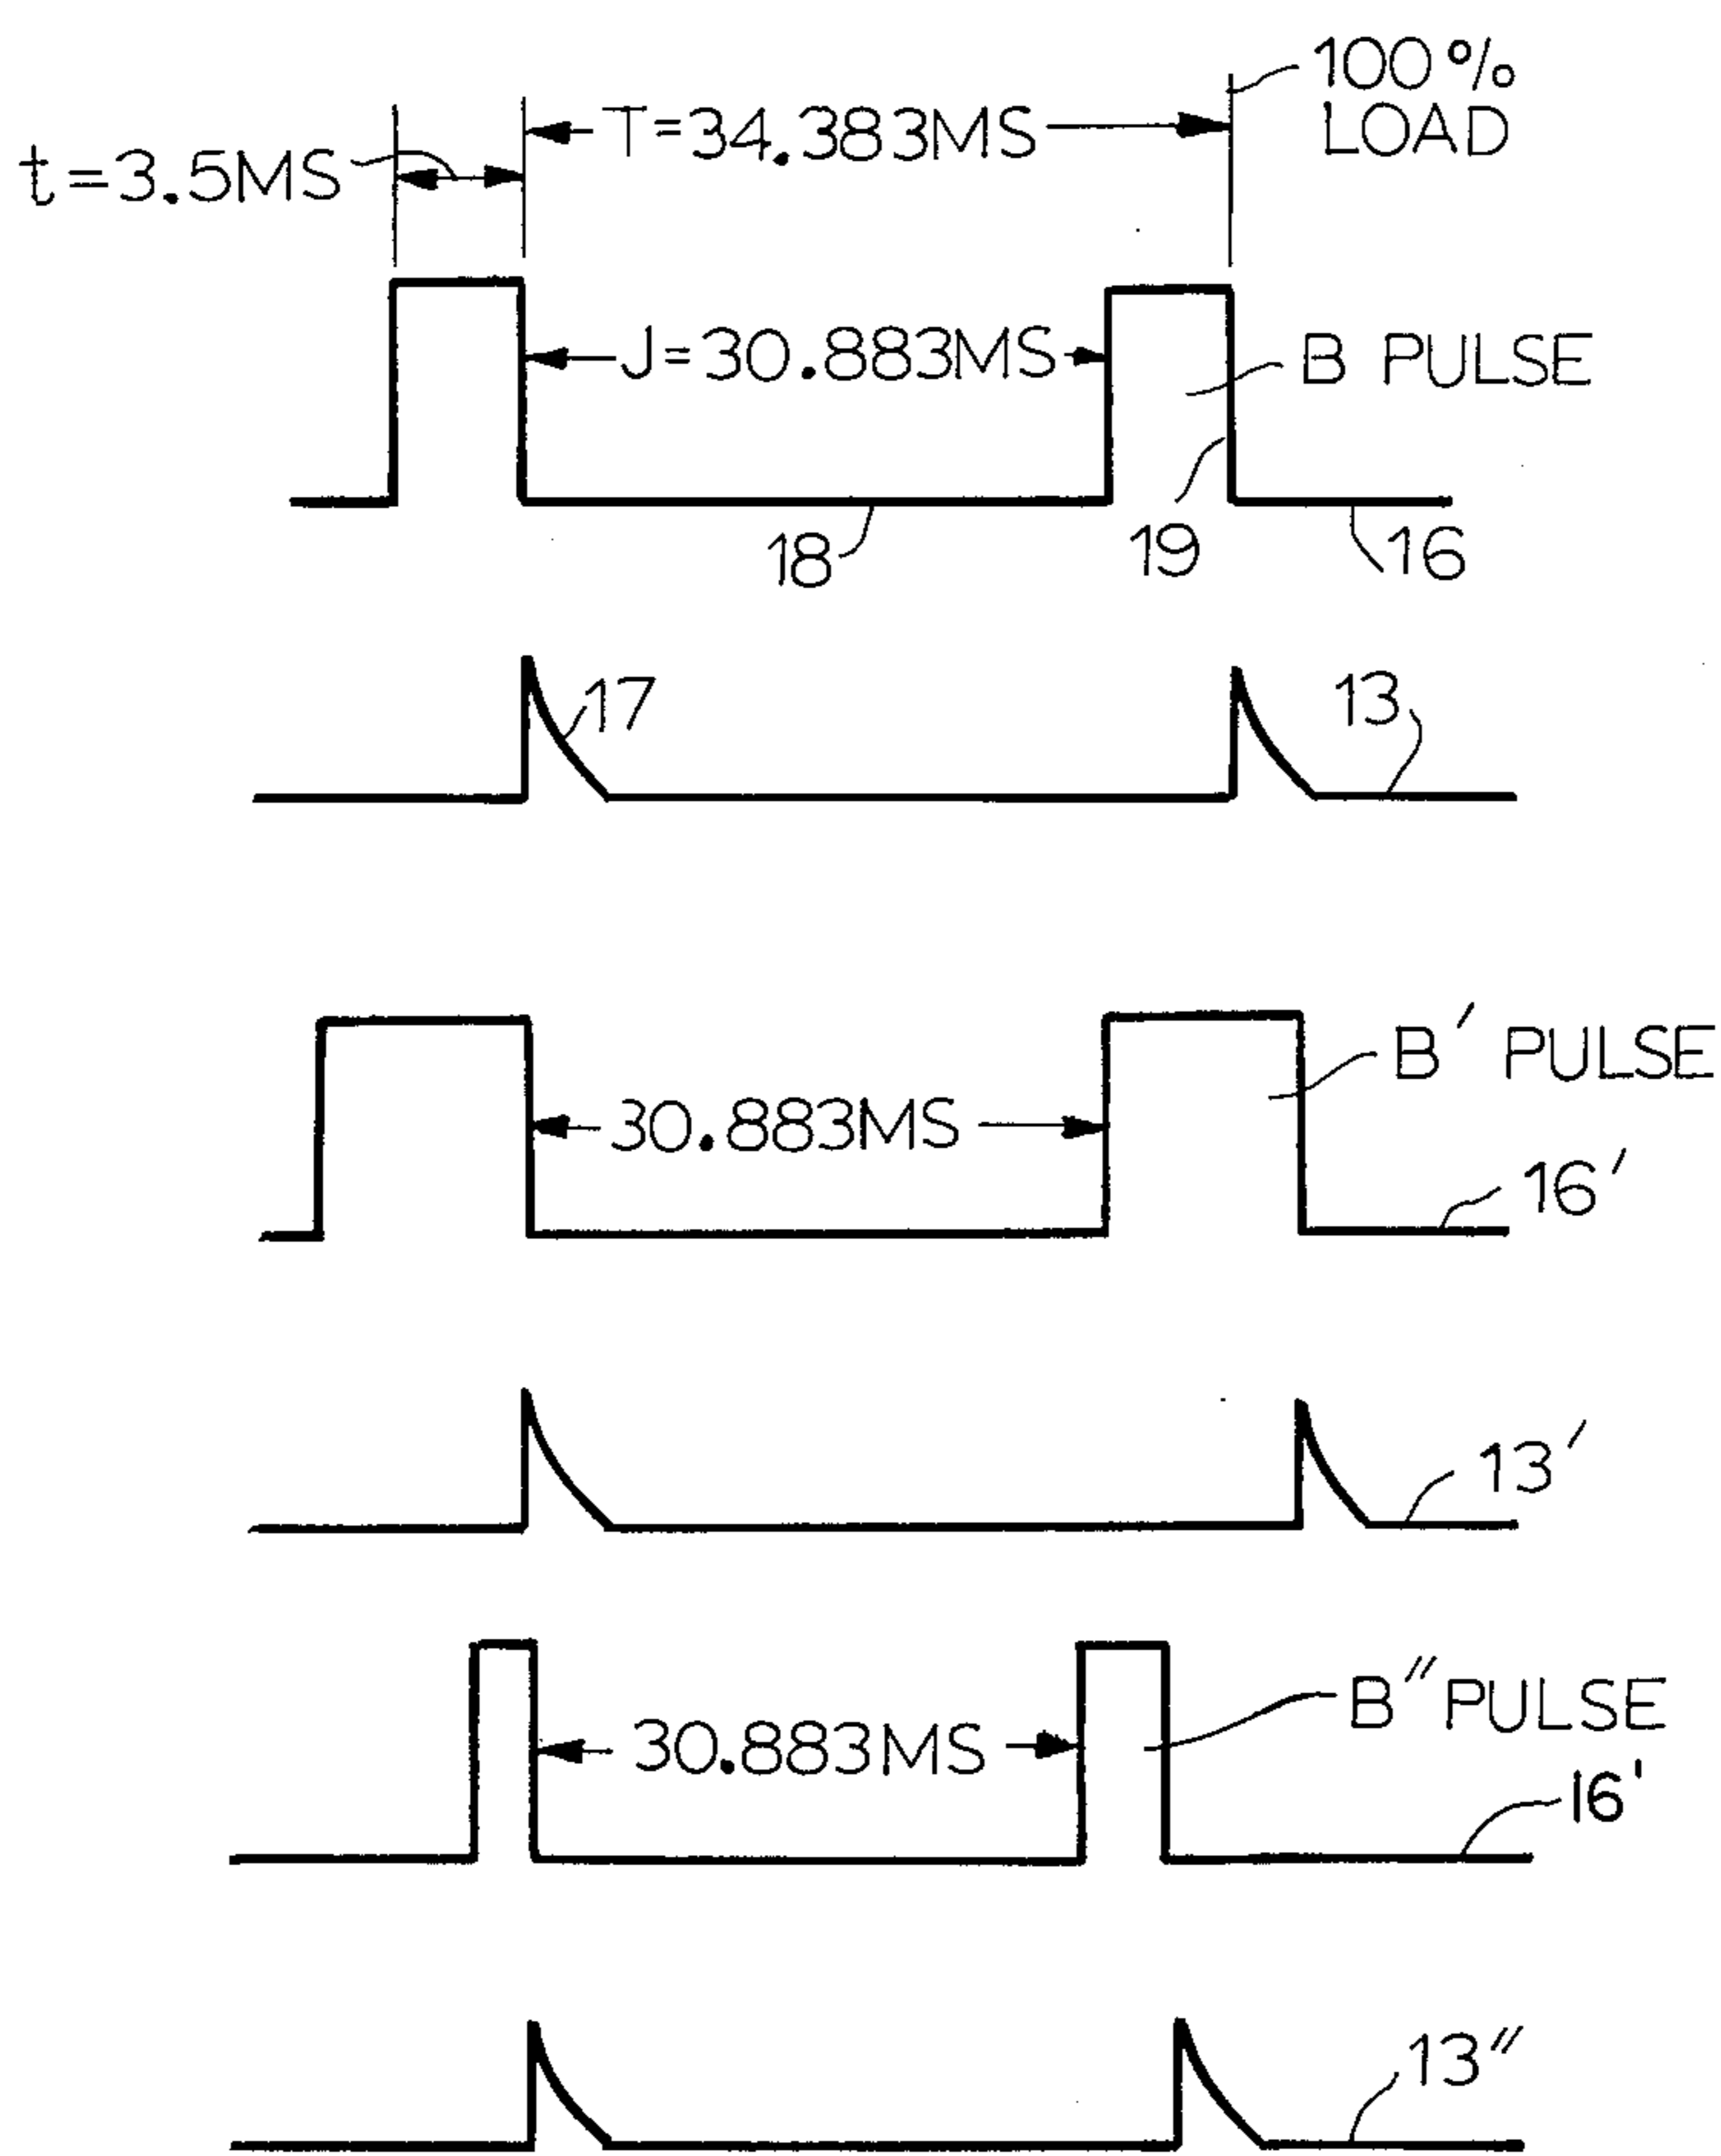 100%
LOAD
T=34.383MS
t=3.5MS
J=30.883MS
B PULSE
18
19
16
17
13
B' PULSE
30.883MS
16'
13'
B" PULSE
30.883MS
16'
13"